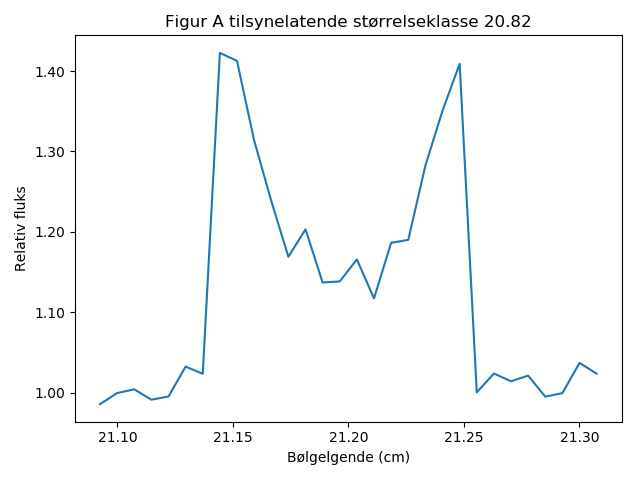 Figur A tilsynelatende størrelseklasse 20.82
1.40
1.30
1.20
1.10
1.00
Relativ fluks
21.10 21.15 21.20 21.25 21.30
Bølgelgende (cm)